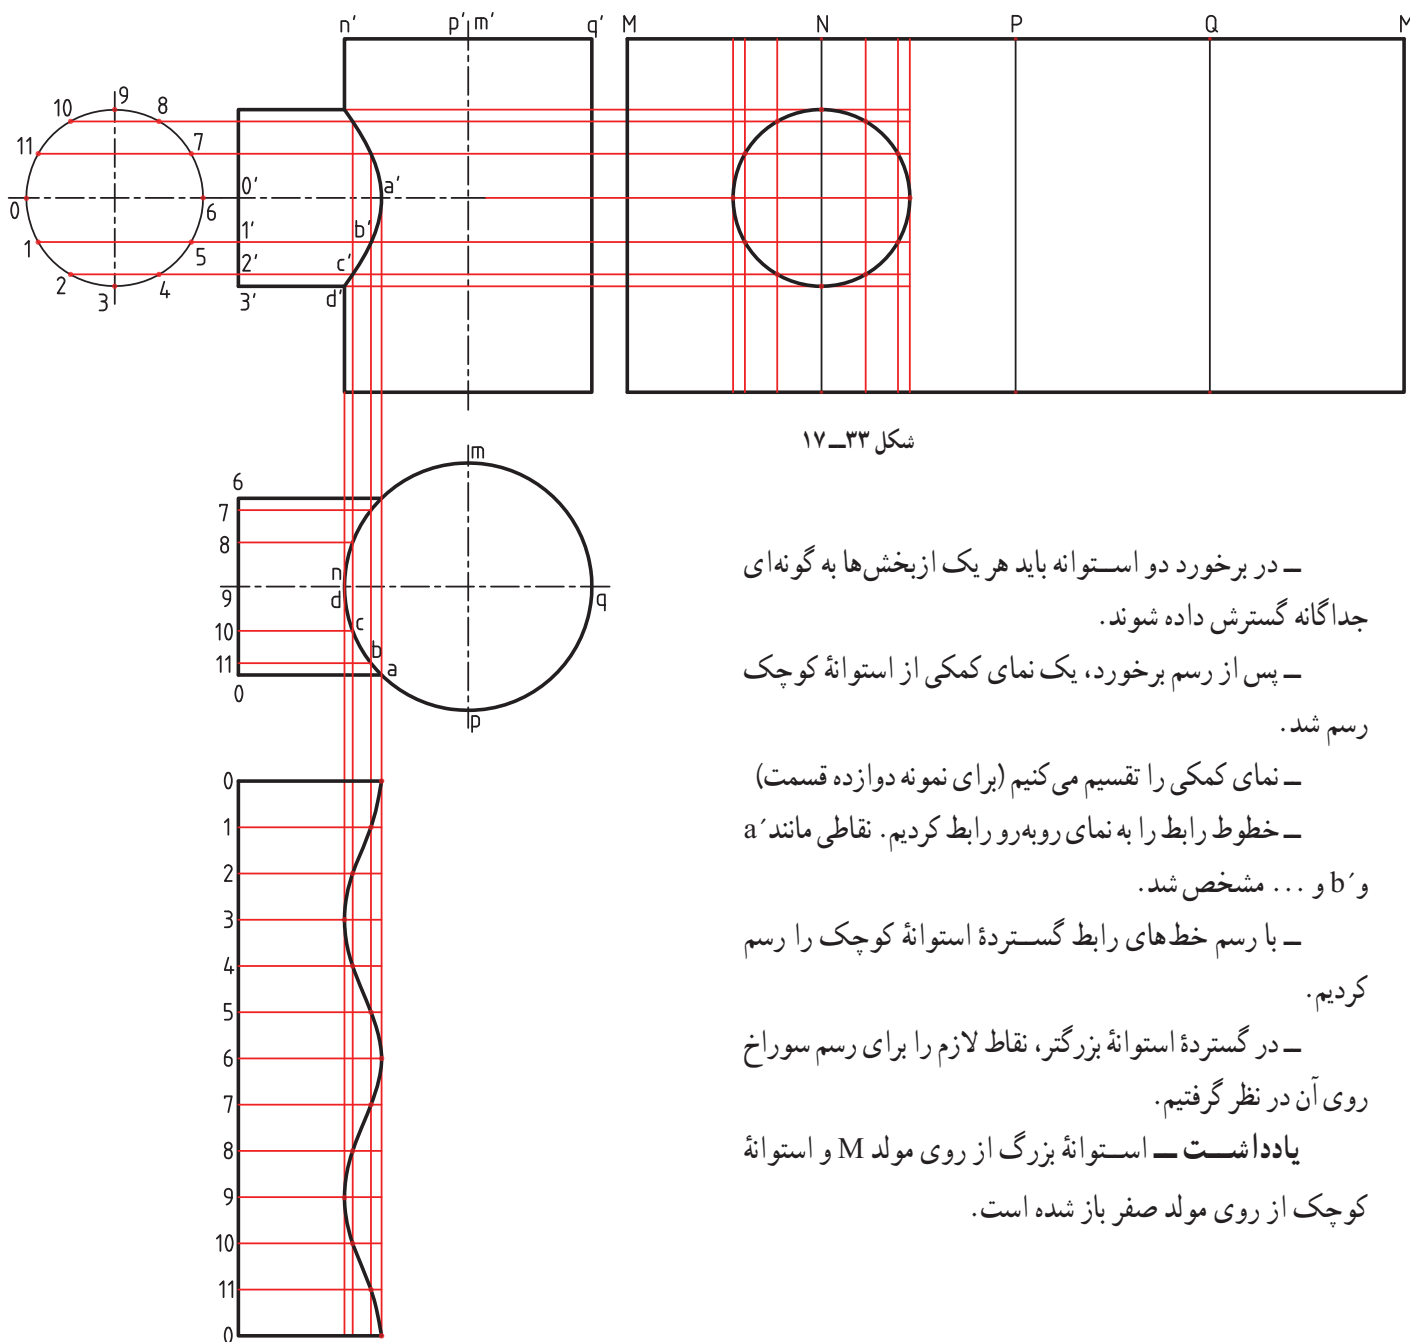 n' p' m' q' M N P Q M
9
10 8
11 7
0' a'
0 6
1' b'
1 5
2' c'
2 4
3 3' d'
شکل ۳۳ــ۱۷
m
6
7
8
n
9 d q
10 c
11 b
a
0
p
ــ در برخورد دو استوانه باید هر یک ازبخش‌ها به گونه‌ای
جداگانه گسترش داده شوند.
ــ پس از رسم برخورد، یک نمای کمکی از استوانهٔ کوچک
رسم شد.
ــ نمای کمکی را تقسیم می‌کنیم (برای نمونه دوازده قسمت)
ــ خطوط رابط را به نمای روبه‌رو رابط کردیم. نقاطی مانند a′
و b′ و ... مشخص شد.
ــ با رسم خط‌های رابط گستردهٔ استوانهٔ کوچک را رسم
کردیم.
ــ در گستردهٔ استوانهٔ بزرگتر، نقاط لازم را برای رسم سوراخ
روی آن در نظر گرفتیم.
یادداشت ــ استوانهٔ بزرگ از روی مولد M و استوانهٔ
کوچک از روی مولد صفر باز شده است.
0
1
2
3
4
5
6
7
8
9
10
11
0